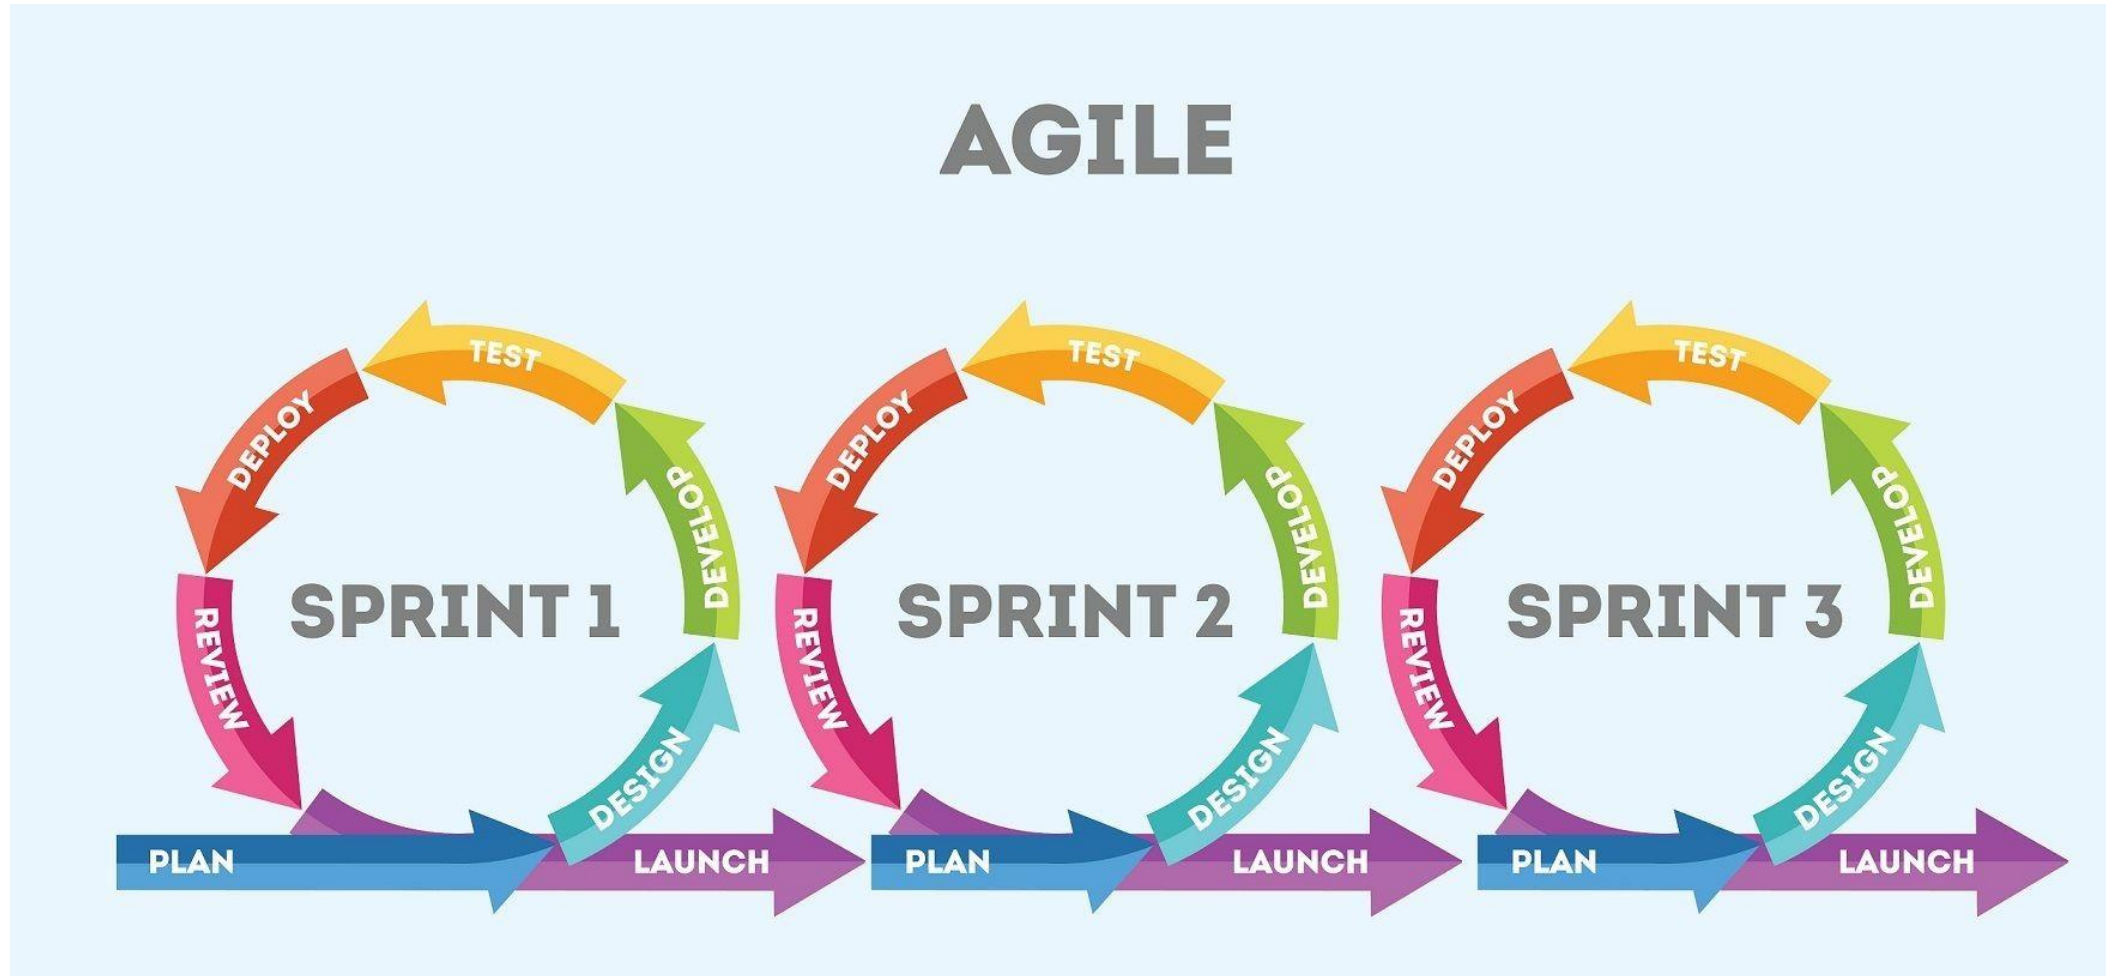 AGILE
SPRINT 1
PLAN
DESIGN
DEVELOP
TEST
DEPLOY
REVIEW
LAUNCH
SPRINT 2
PLAN
DESIGN
DEVELOP
TEST
DEPLOY
REVIEW
LAUNCH
SPRINT 3
PLAN
DESIGN
DEVELOP
TEST
DEPLOY
REVIEW
LAUNCH